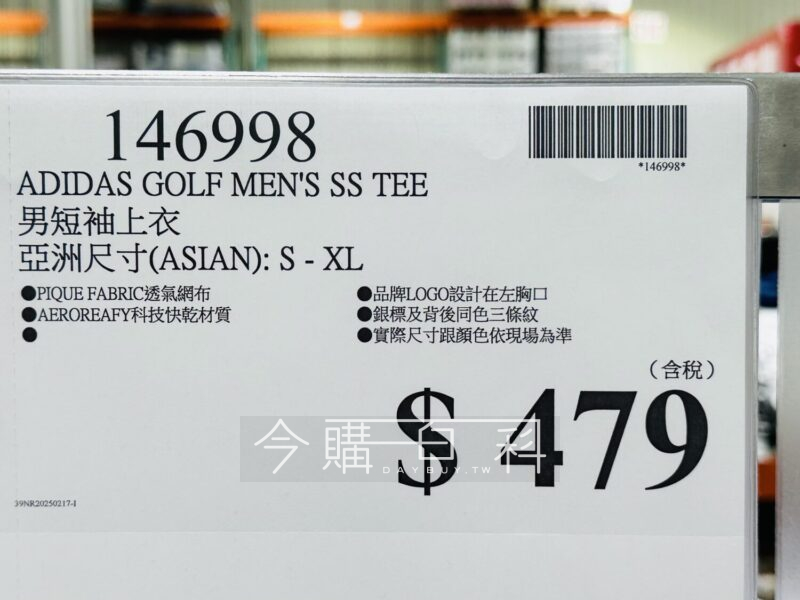 146998
*146998*
ADIDAS GOLF MEN'S SS TEE
男短袖上衣
亞洲尺寸(ASIAN): S - XL
●PIQUE FABRIC透氣網布
●AEROREAFY科技快乾材質
●
●品牌LOGO設計在左胸口
●銀標及背後同色三條紋
●實際尺寸跟顏色依現場為準
（含稅）
$ 479
今購百科
DAYBUY.TW
39NR20250217-I